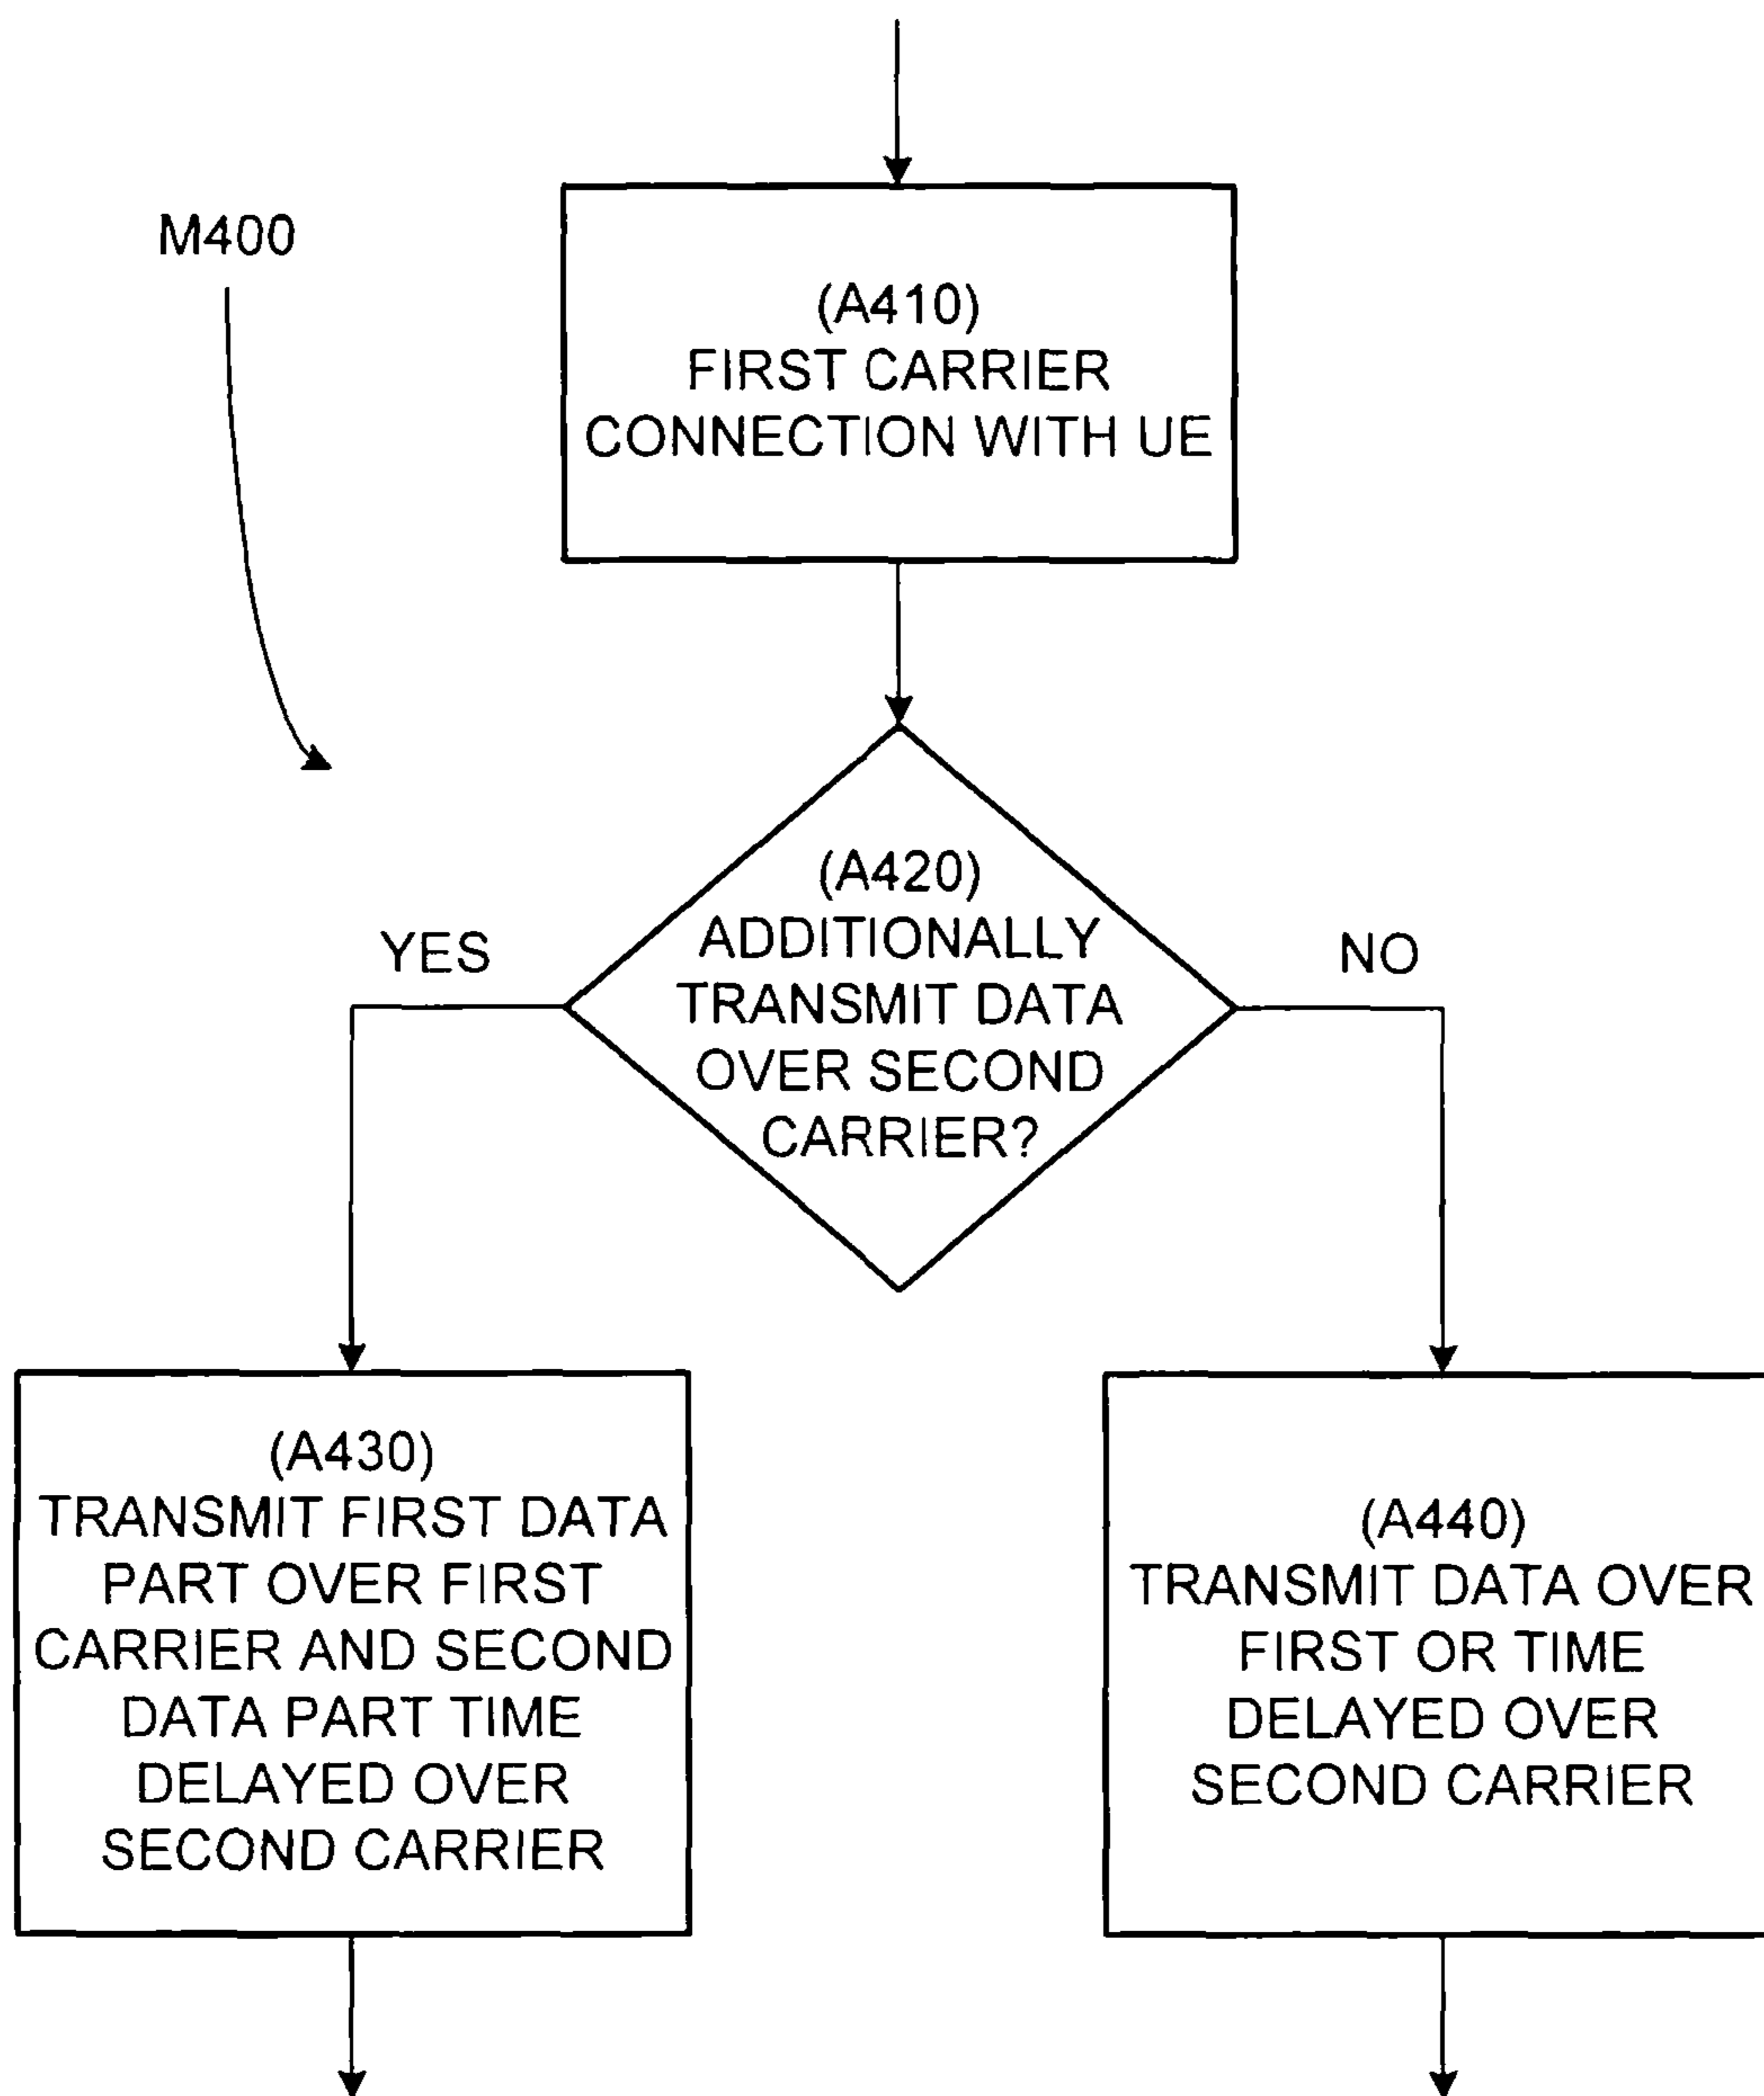 M400
(A410)
FIRST CARRIER
CONNECTION WITH UE
(A420)
ADDITIONALLY
TRANSMIT DATA
OVER SECOND
CARRIER?
YES
NO
(A430)
TRANSMIT FIRST DATA
PART OVER FIRST
CARRIER AND SECOND
DATA PART TIME
DELAYED OVER
SECOND CARRIER
(A440)
TRANSMIT DATA OVER
FIRST OR TIME
DELAYED OVER
SECOND CARRIER